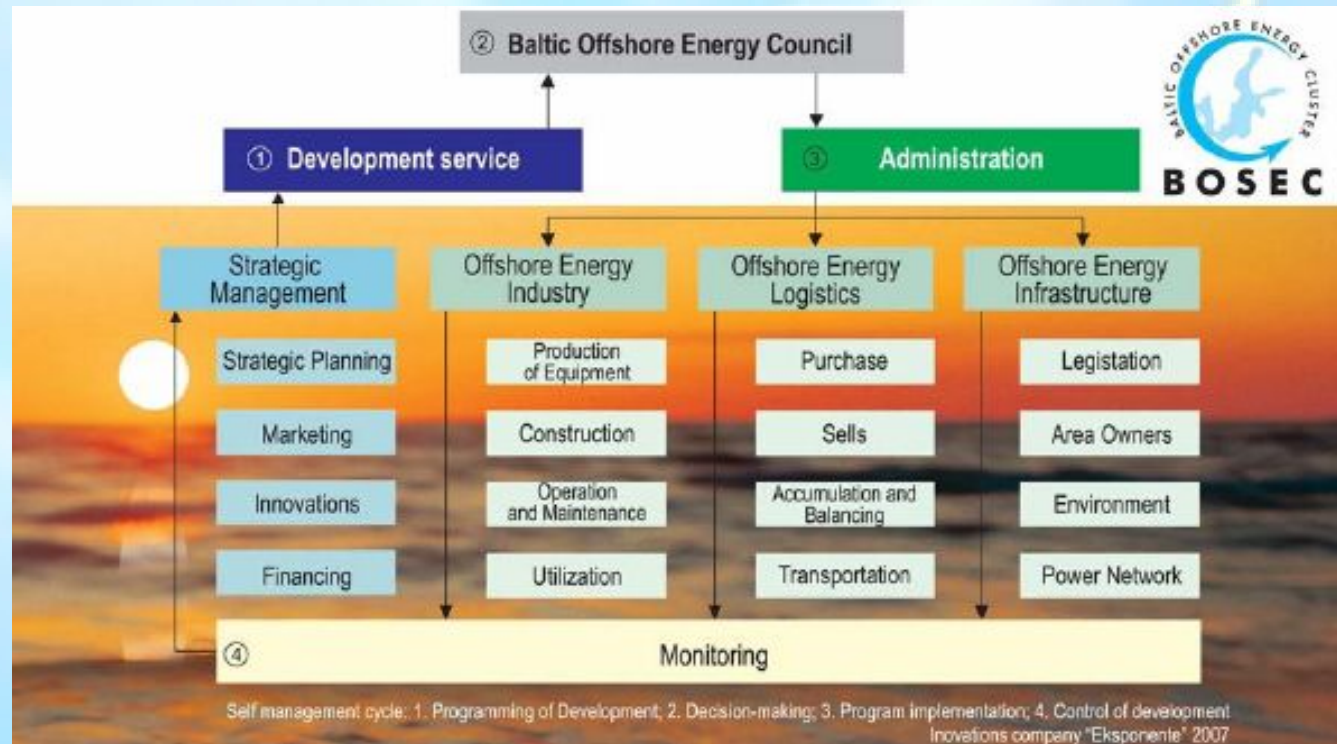 ② Baltic Offshore Energy Council
BALTIC OFFSHORE ENERGY CLUSTER
BOSEC
① Development service
③ Administration
Strategic
Management
Offshore Energy
Industry
Offshore Energy
Logistics
Offshore Energy
Infrastructure
Strategic Planning
Production
of Equipment
Purchase
Legistation
Marketing
Construction
Sells
Area Owners
Innovations
Operation
and Maintenance
Accumulation and
Balancing
Environment
Financing
Utilization
Transportation
Power Network
④ Monitoring
Self management cycle: 1. Programming of Development; 2. Decision-making; 3. Program implementation; 4. Control of development
Inovations company "Eksponente" 2007